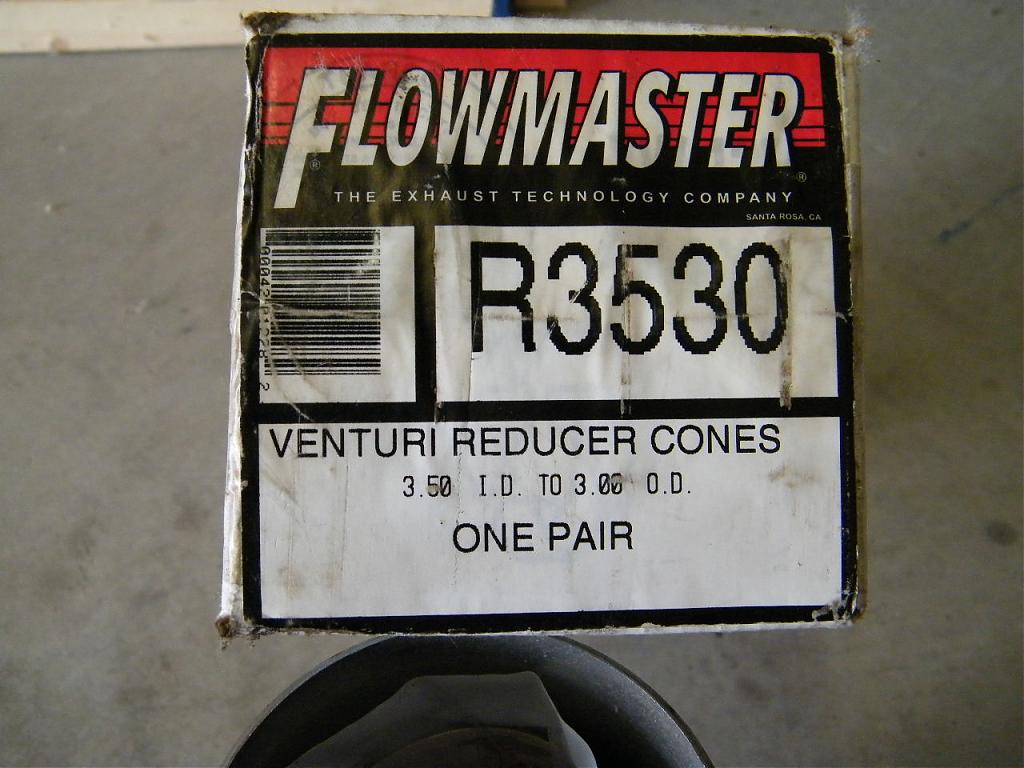 FLOWMASTER
® ®
THE EXHAUST TECHNOLOGY COMPANY
SANTA ROSA, CA
R3530
VENTURI REDUCER CONES
3.50 I.D. TO 3.00 O.D.
ONE PAIR